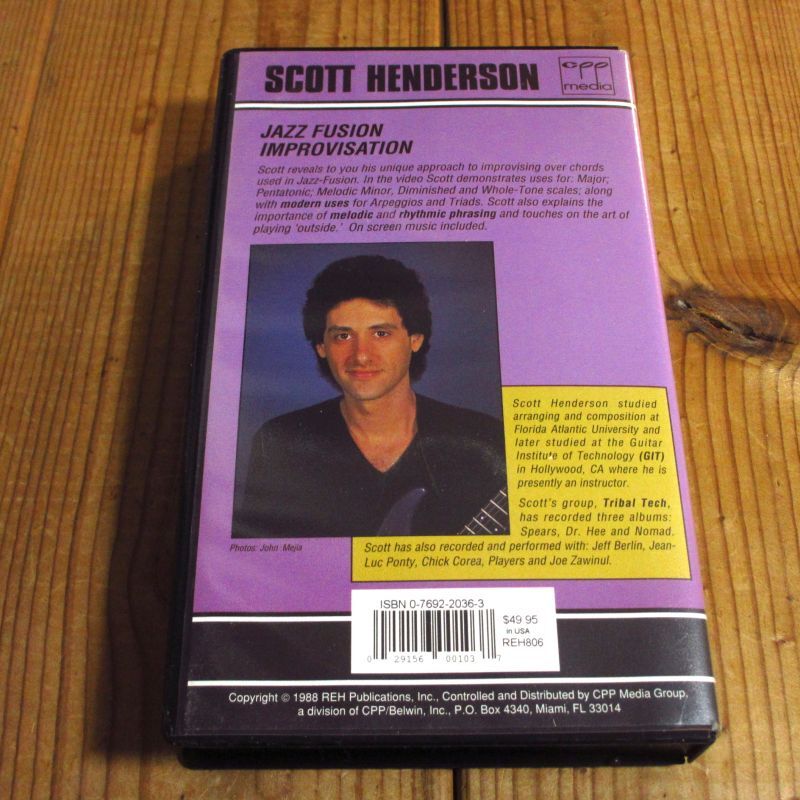 SCOTT HENDERSON
cpp
media
JAZZ FUSION
IMPROVISATION
Scott reveals to you his unique approach to improvising over chords
used in Jazz-Fusion. In the video Scott demonstrates uses for: Major;
Pentatonic; Melodic Minor, Diminished and Whole-Tone scales; along
with modern uses for Arpeggios and Triads. Scott also explains the
importance of melodic and rhythmic phrasing and touches on the art of
playing 'outside.' On screen music included.
Scott Henderson studied
arranging and composition at
Florida Atlantic University and
later studied at the Guitar
Institute of Technology (GIT)
in Hollywood, CA where he is
presently an instructor.
Scott's group, Tribal Tech,
has recorded three albums:
Spears, Dr. Hee and Nomad.
Scott has also recorded and performed with: Jeff Berlin, Jean-
Luc Ponty, Chick Corea, Players and Joe Zawinul.
Photos: John Mejia
ISBN 0-7692-2036-3
0 29156 00103 7
$49.95
in USA
REH806
Copyright © 1988 REH Publications, Inc., Controlled and Distributed by CPP Media Group,
a division of CPP/Belwin, Inc., P.O. Box 4340, Miami, FL 33014